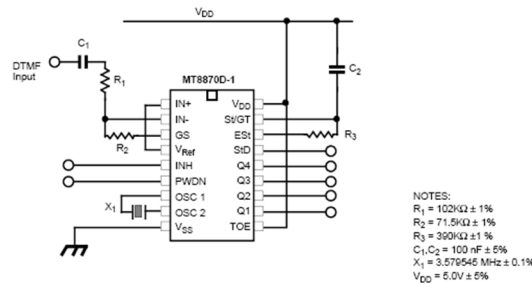 VDD
DTMF
Input
C1
R1
C2
MT8870D-1
IN+
IN-
GS
VRef
INH
PWDN
OSC 1
OSC 2
VSS
VDD
St/GT
ESt
StD
Q4
Q3
Q2
Q1
TOE
R2
R3
X1
NOTES:
R1 = 102KΩ ± 1%
R2 = 71.5KΩ ± 1%
R3 = 390KΩ ±1 %
C1,C2 = 100 nF ± 5%
X1 = 3.579545 MHz ± 0.1%
VDD = 5.0V ± 5%